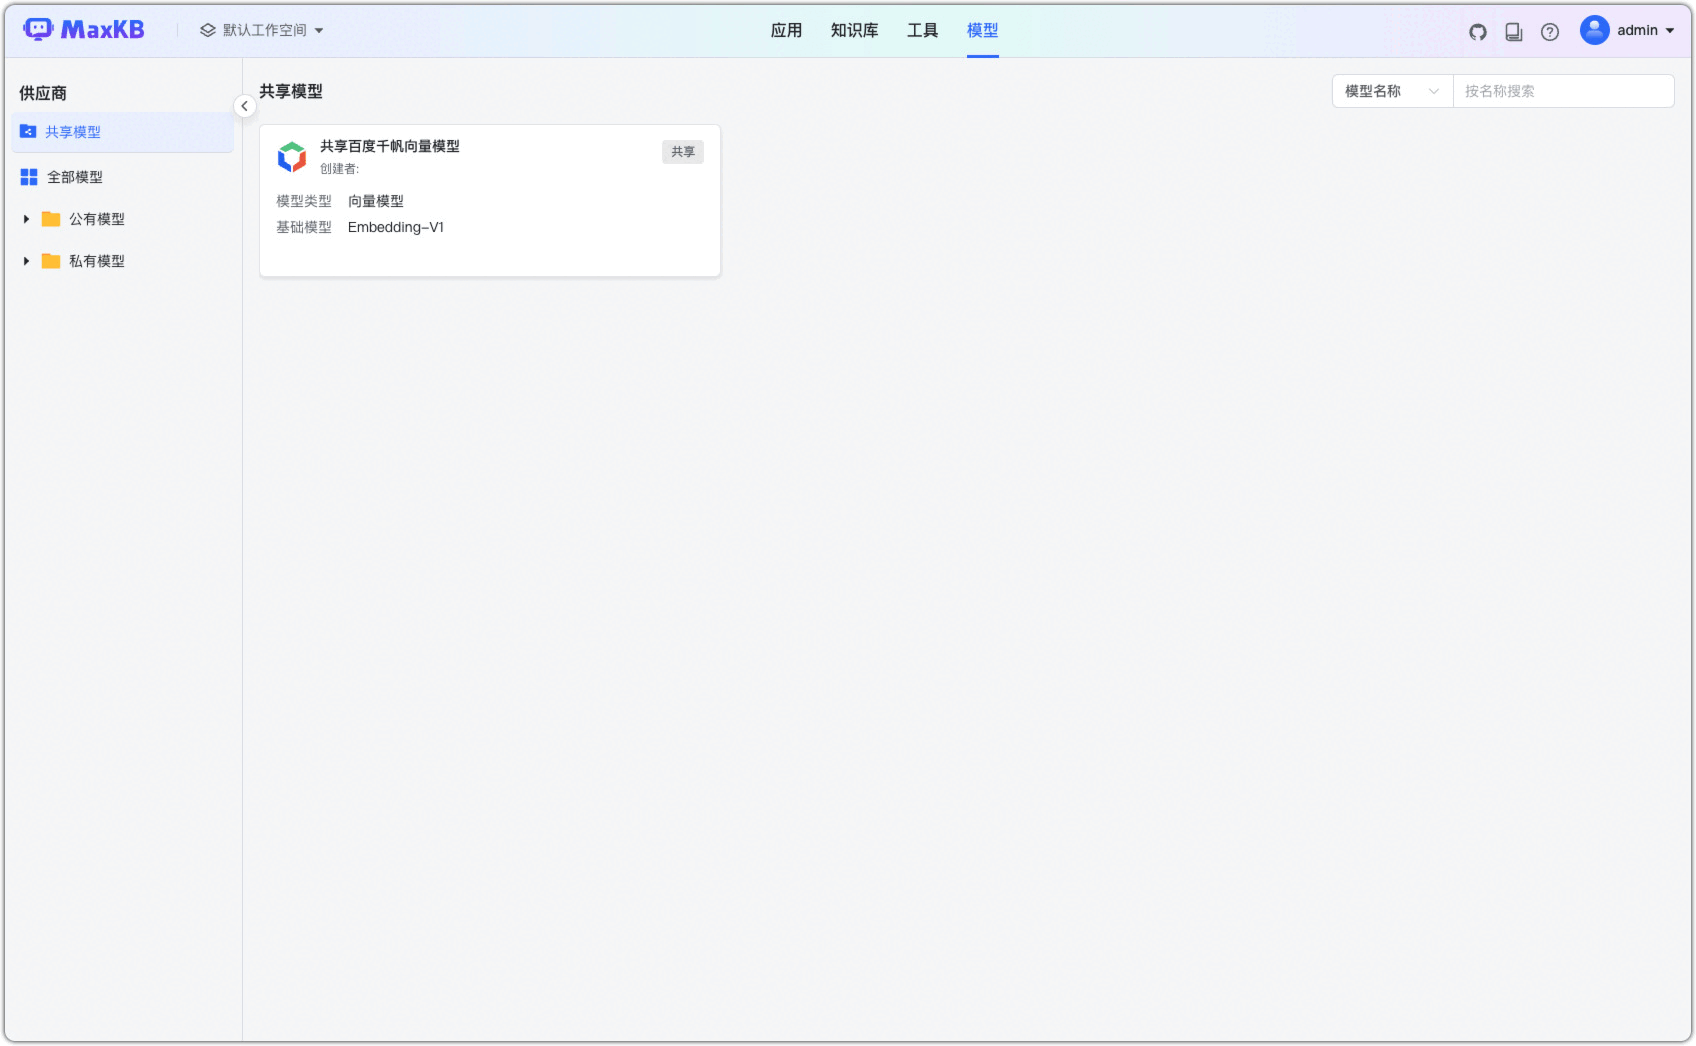 MaxKB
默认工作空间
应用 知识库 工具 模型
admin
供应商
共享模型
全部模型
公有模型
私有模型
共享模型
模型名称 按名称搜索
共享百度千帆向量模型
共享
创建者:
模型类型 向量模型
基础模型 Embedding-V1